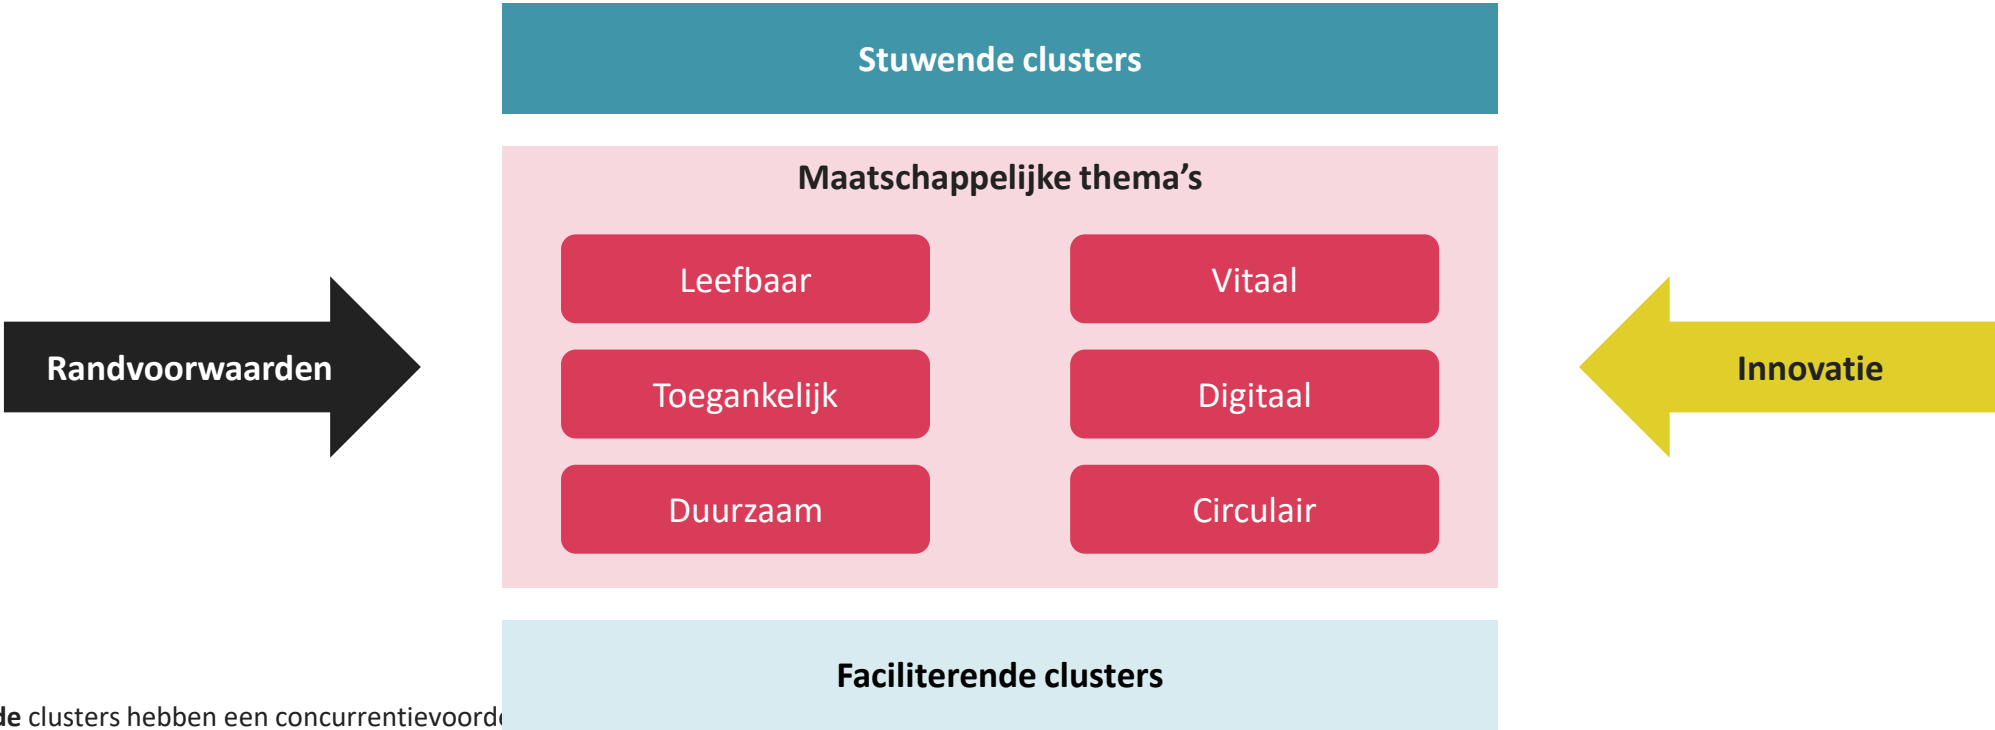 Stuwende clusters
Maatschappelijke thema’s
Leefbaar
Vitaal
Randvoorwaarden
Toegankelijk
Digitaal
Innovatie
Duurzaam
Circulair
Faciliterende clusters
clusters hebben een